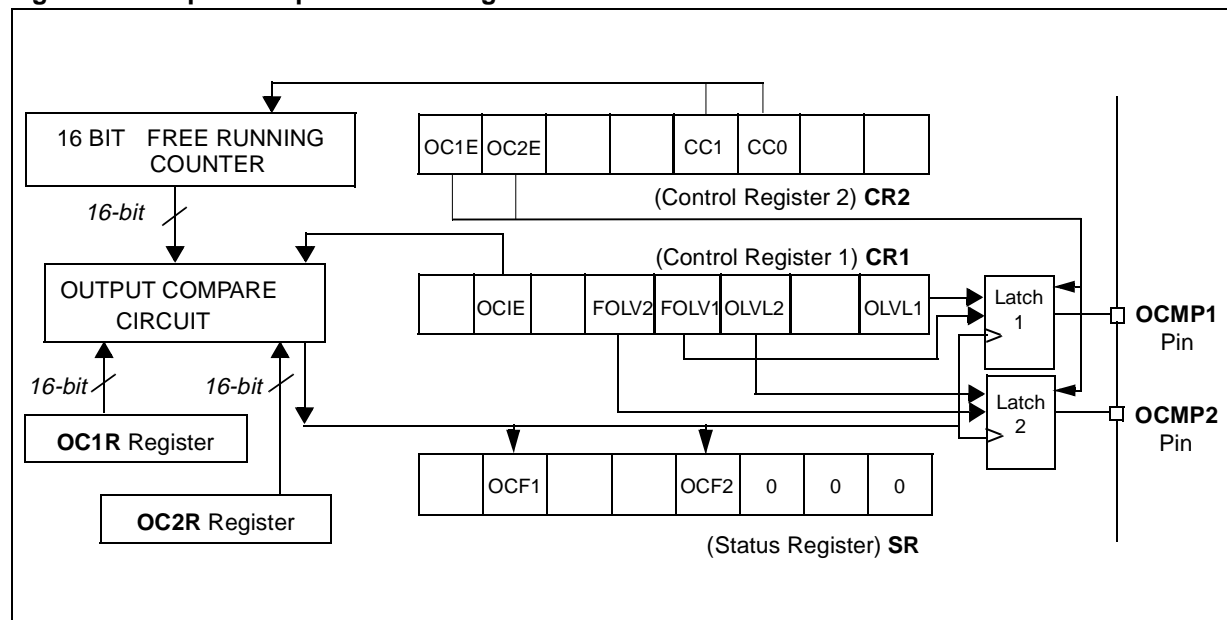 16 BIT FREE RUNNING
COUNTER
OC1E OC2E CC1 CC0
(Control Register 2) CR2
16-bit
(Control Register 1) CR1
OUTPUT COMPARE
CIRCUIT
OCIE FOLV2 FOLV1 OLVL2 OLVL1
Latch
1
OCMP1
Pin
16-bit 16-bit
Latch
2
OCMP2
Pin
OC1R Register
OCF1 OCF2 0 0 0
OC2R Register
(Status Register) SR